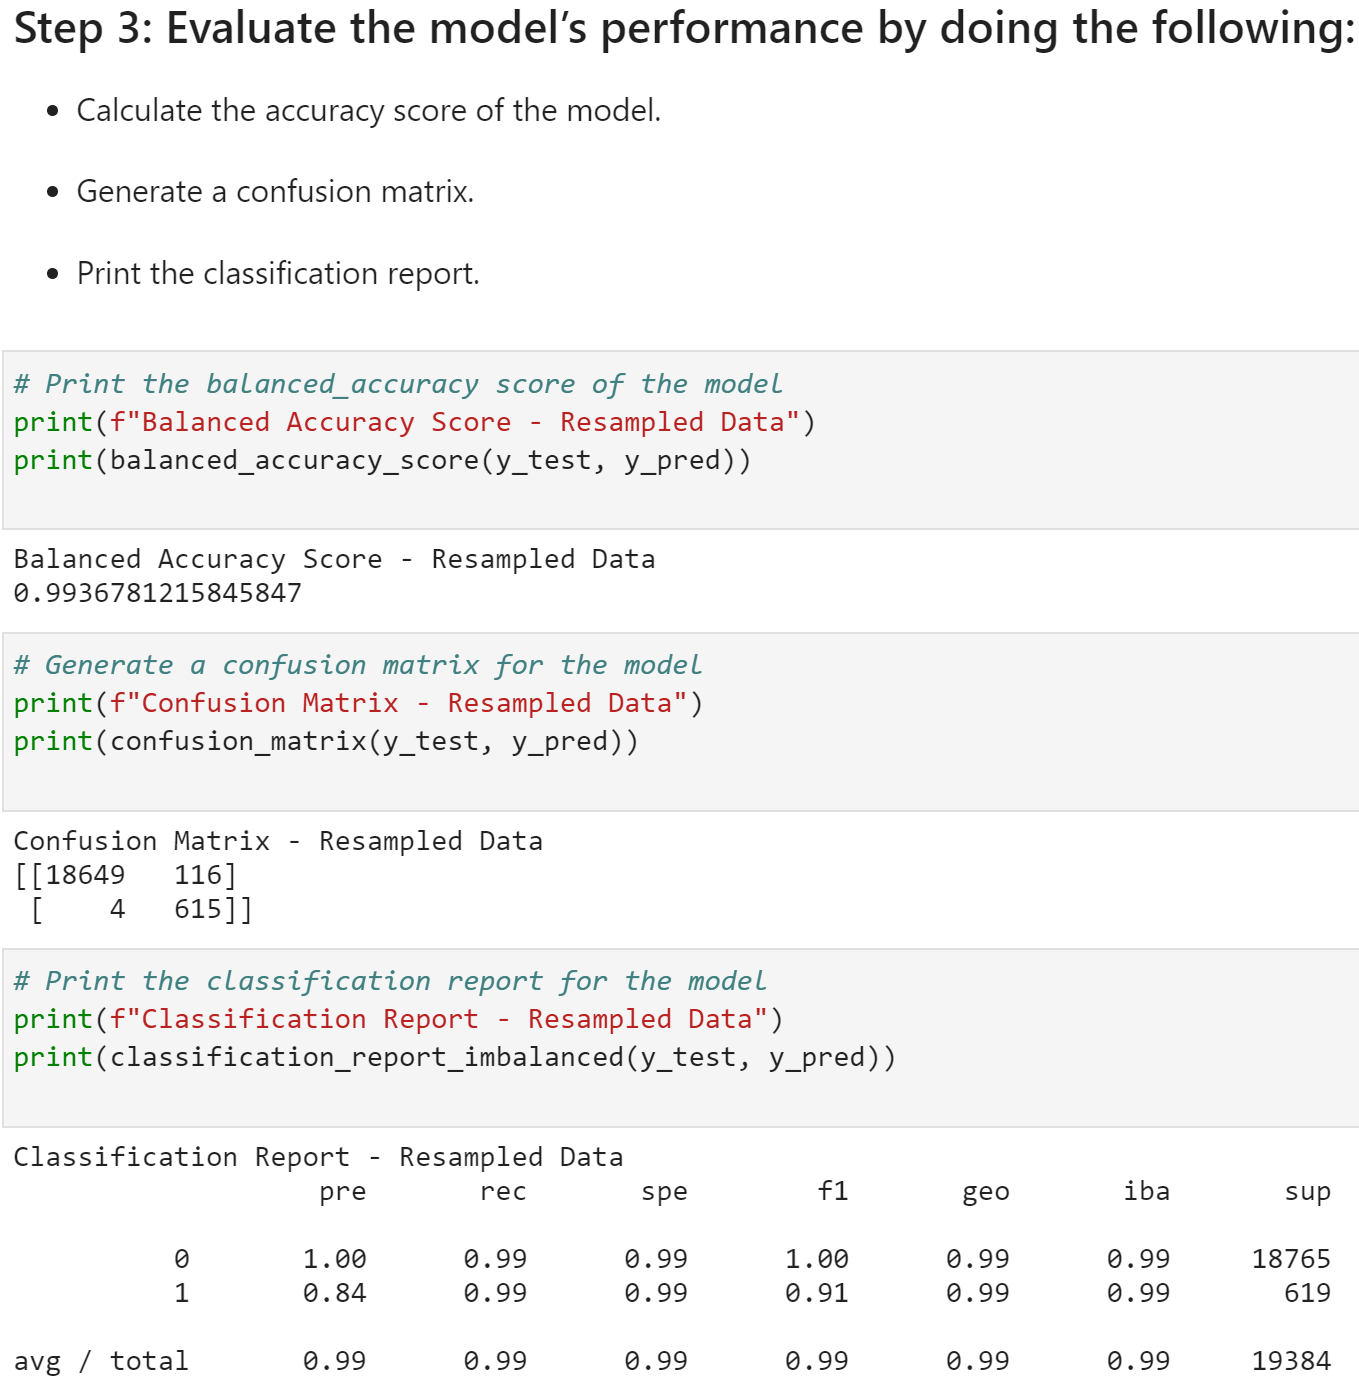 Step 3: Evaluate the model’s performance by doing the following:
• Calculate the accuracy score of the model.
• Generate a confusion matrix.
• Print the classification report.
# Print the balanced_accuracy score of the model
print(f"Balanced Accuracy Score - Resampled Data")
print(balanced_accuracy_score(y_test, y_pred))
Balanced Accuracy Score - Resampled Data
0.9936781215845847
# Generate a confusion matrix for the model
print(f"Confusion Matrix - Resampled Data")
print(confusion_matrix(y_test, y_pred))
Confusion Matrix - Resampled Data
[[18649   116]
 [    4   615]]
# Print the classification report for the model
print(f"Classification Report - Resampled Data")
print(classification_report_imbalanced(y_test, y_pred))
Classification Report - Resampled Data
                   pre       rec       spe        f1       geo       iba       sup
          0       1.00      0.99      0.99      1.00      0.99      0.99     18765
          1       0.84      0.99      0.99      0.91      0.99      0.99       619
avg / total       0.99      0.99      0.99      0.99      0.99      0.99     19384